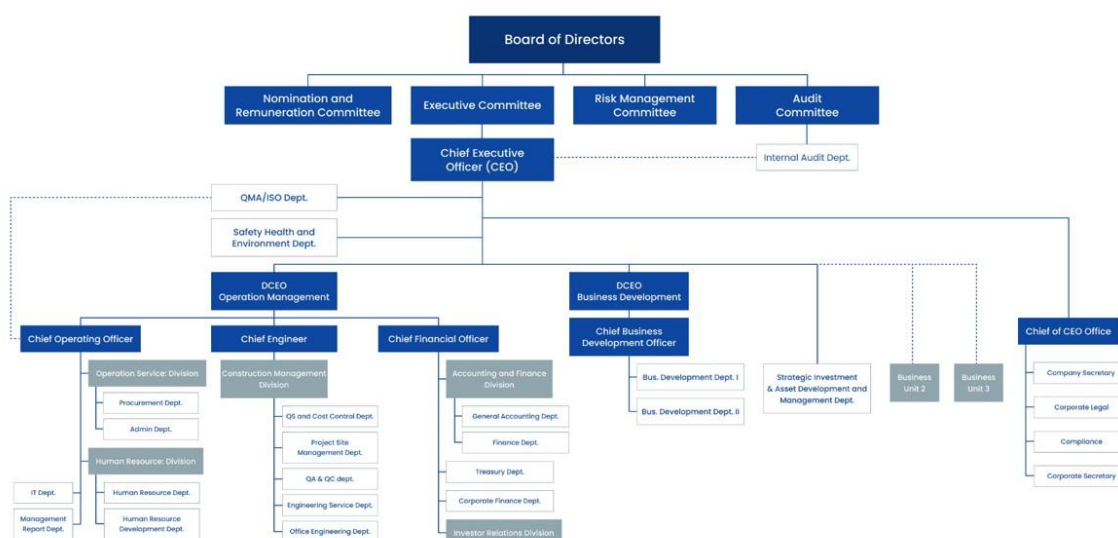 Board of Directors
Nomination and
Remuneration Committee
Executive Committee
Risk Management
Committee
Audit
Committee
Chief Executive
Officer (CEO)
Internal Audit Dept.
QMA/ISO Dept.
Safety Health and
Environment Dept.
DCEO
Operation Management
DCEO
Business Development
Chief Operating Officer
Chief Engineer
Chief Financial Officer
Chief Business
Development Officer
Chief of CEO Office
Operation Service: Division
Procurement Dept.
Admin Dept.
Human Resource: Division
IT Dept.
Human Resource Dept.
Management
Report Dept.
Human Resource
Development Dept.
Construction Management
Division
QS and Cost Control Dept.
Project Site
Management Dept.
QA & QC dept.
Engineering Service Dept.
Office Engineering Dept.
Accounting and Finance
Division
General Accounting Dept.
Finance Dept.
Treasury Dept.
Corporate Finance Dept.
Investor Relations Division
Bus. Development Dept. I
Bus. Development Dept. II
Strategic Investment
& Asset Development and
Management Dept.
Business
Unit 2
Business
Unit 3
Company Secretary
Corporate Legal
Compliance
Corporate Secretary